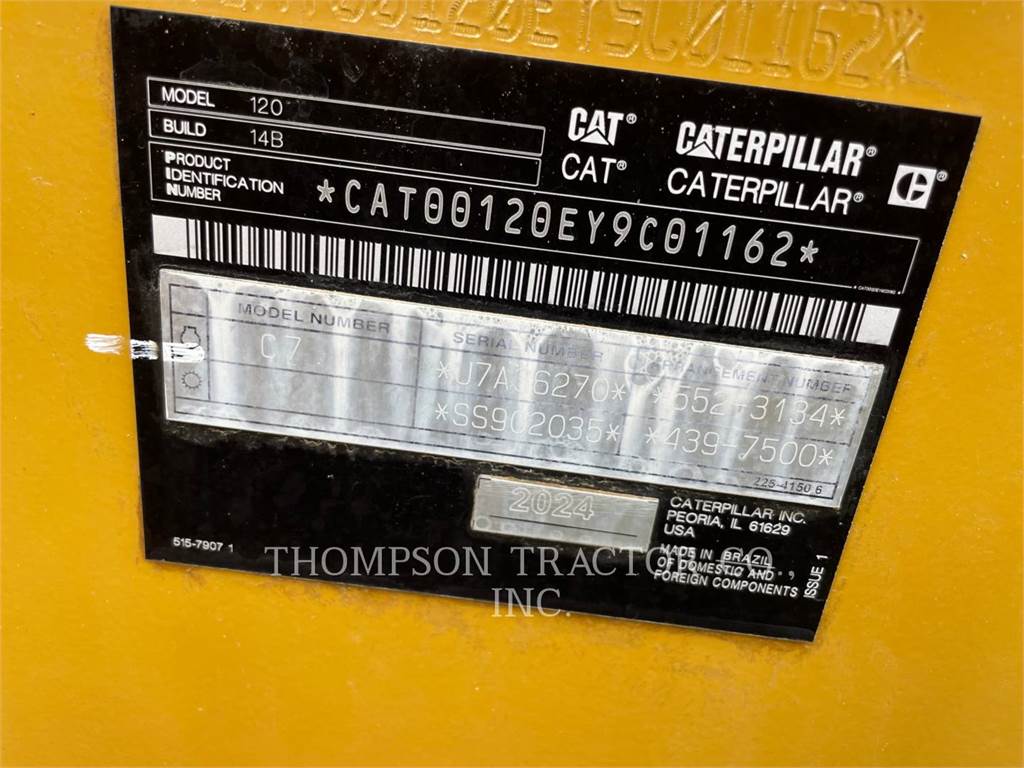 00120EY9C01162X
MODEL 120
BUILD 14B
PRODUCT
IDENTIFICATION
NUMBER
*CAT00120EY9C01162*
CAT® CATERPILLAR®
CAT® CATERPILLAR®
C®
MODEL NUMBER SERIAL NUMBER ARRANGEMENT NUMBER
C7 *J7A36270* *552-3134*
*SS902035* *439-7500*
225-4150 6
2024
CATERPILLAR INC.
PEORIA, IL 61629
USA
MADE IN BRAZIL
OF DOMESTIC AND
FOREIGN COMPONENTS
ISSUE 1
515-7907 1
THOMPSON TRACTOR CO.,
INC.